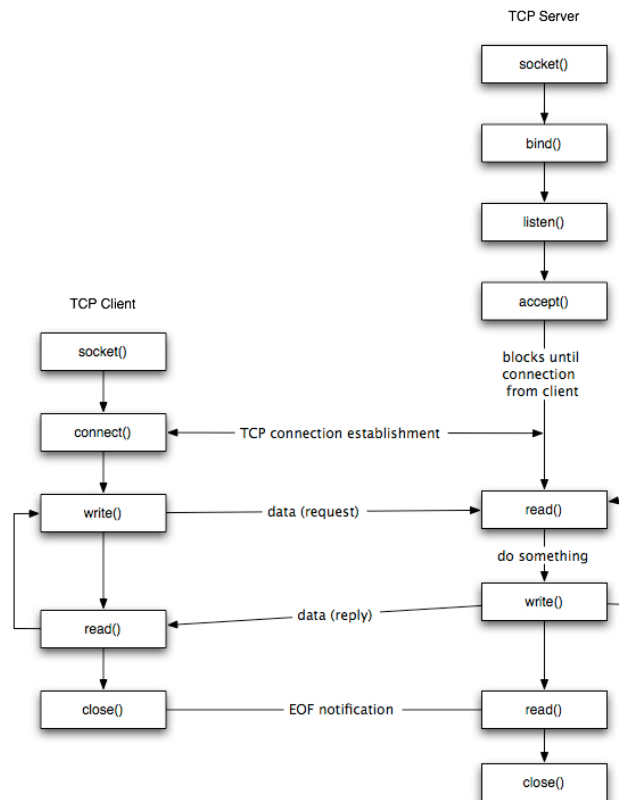 TCP Server
socket()
bind()
listen()
accept()
TCP Client
socket()
blocks until
connection
from client
connect()
TCP connection establishment
write()
data (request)
read()
do something
write()
data (reply)
read()
close()
EOF notification
read()
close()